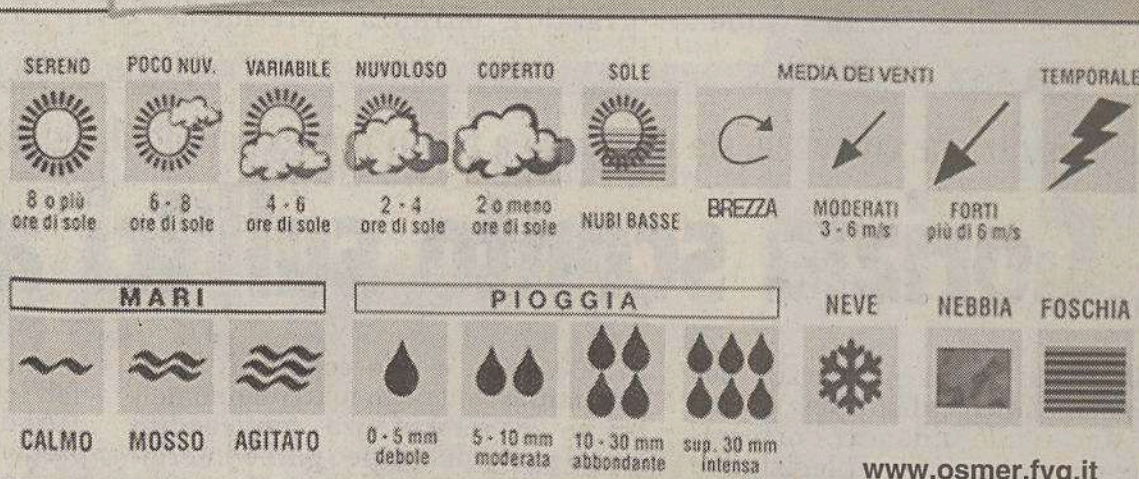 SERENO POCO NUV. VARIABILE NUVOLOSO COPERTO SOLE MEDIA DEI VENTI TEMPORALE
8 o più 6 - 8 4 - 6 2 - 4 2 o meno NUBI BASSE BREZZA MODERATI FORTI
ore di sole ore di sole ore di sole ore di sole ore di sole 3 - 6 m/s più di 6 m/s
MARI PIOGGIA NEVE NEBBIA FOSCHIA
CALMO MOSSO AGITATO 0 - 5 mm 5 - 10 mm 10 - 30 mm sup. 30 mm
debole moderata abbondante intensa
www.osmer.fvg.it